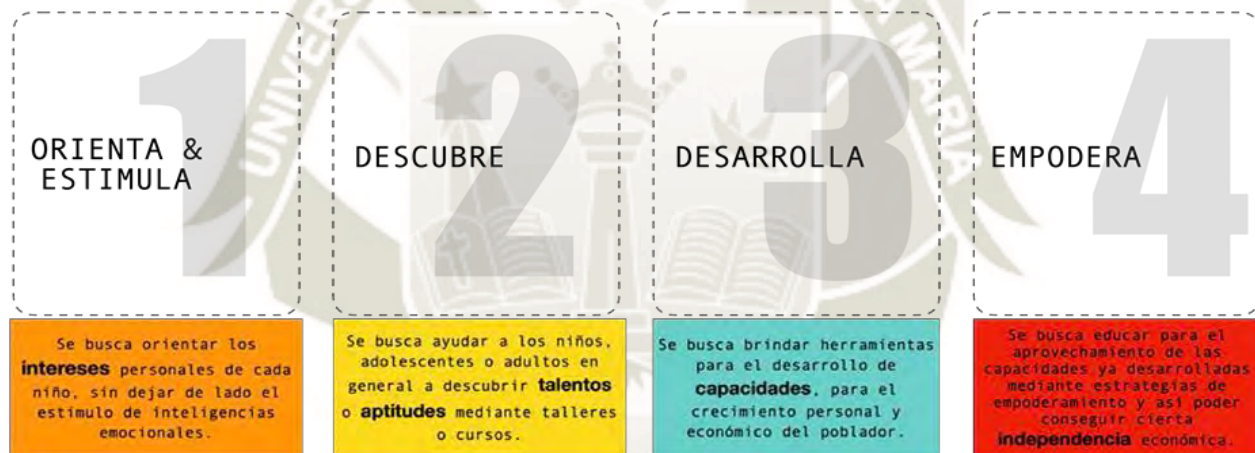 1
ORIENTA &
ESTIMULA
Se busca orientar los
intereses personales de cada
niño, sin dejar de lado el
estimulo de inteligencias
emocionales.
2
DESCUBRE
Se busca ayudar a los niños,
adolescentes o adultos en
general a descubrir talentos
o aptitudes mediante talleres
o cursos.
3
DESARROLLA
Se busca brindar herramientas
para el desarrollo de
capacidades, para el
crecimiento personal y
económico del poblador.
4
EMPODERA
Se busca educar para el
aprovechamiento de las
capacidades ya desarrolladas
mediante estrategias de
empoderamiento y asi poder
conseguir cierta
independencia económica.
UNIVERS
A MARIA